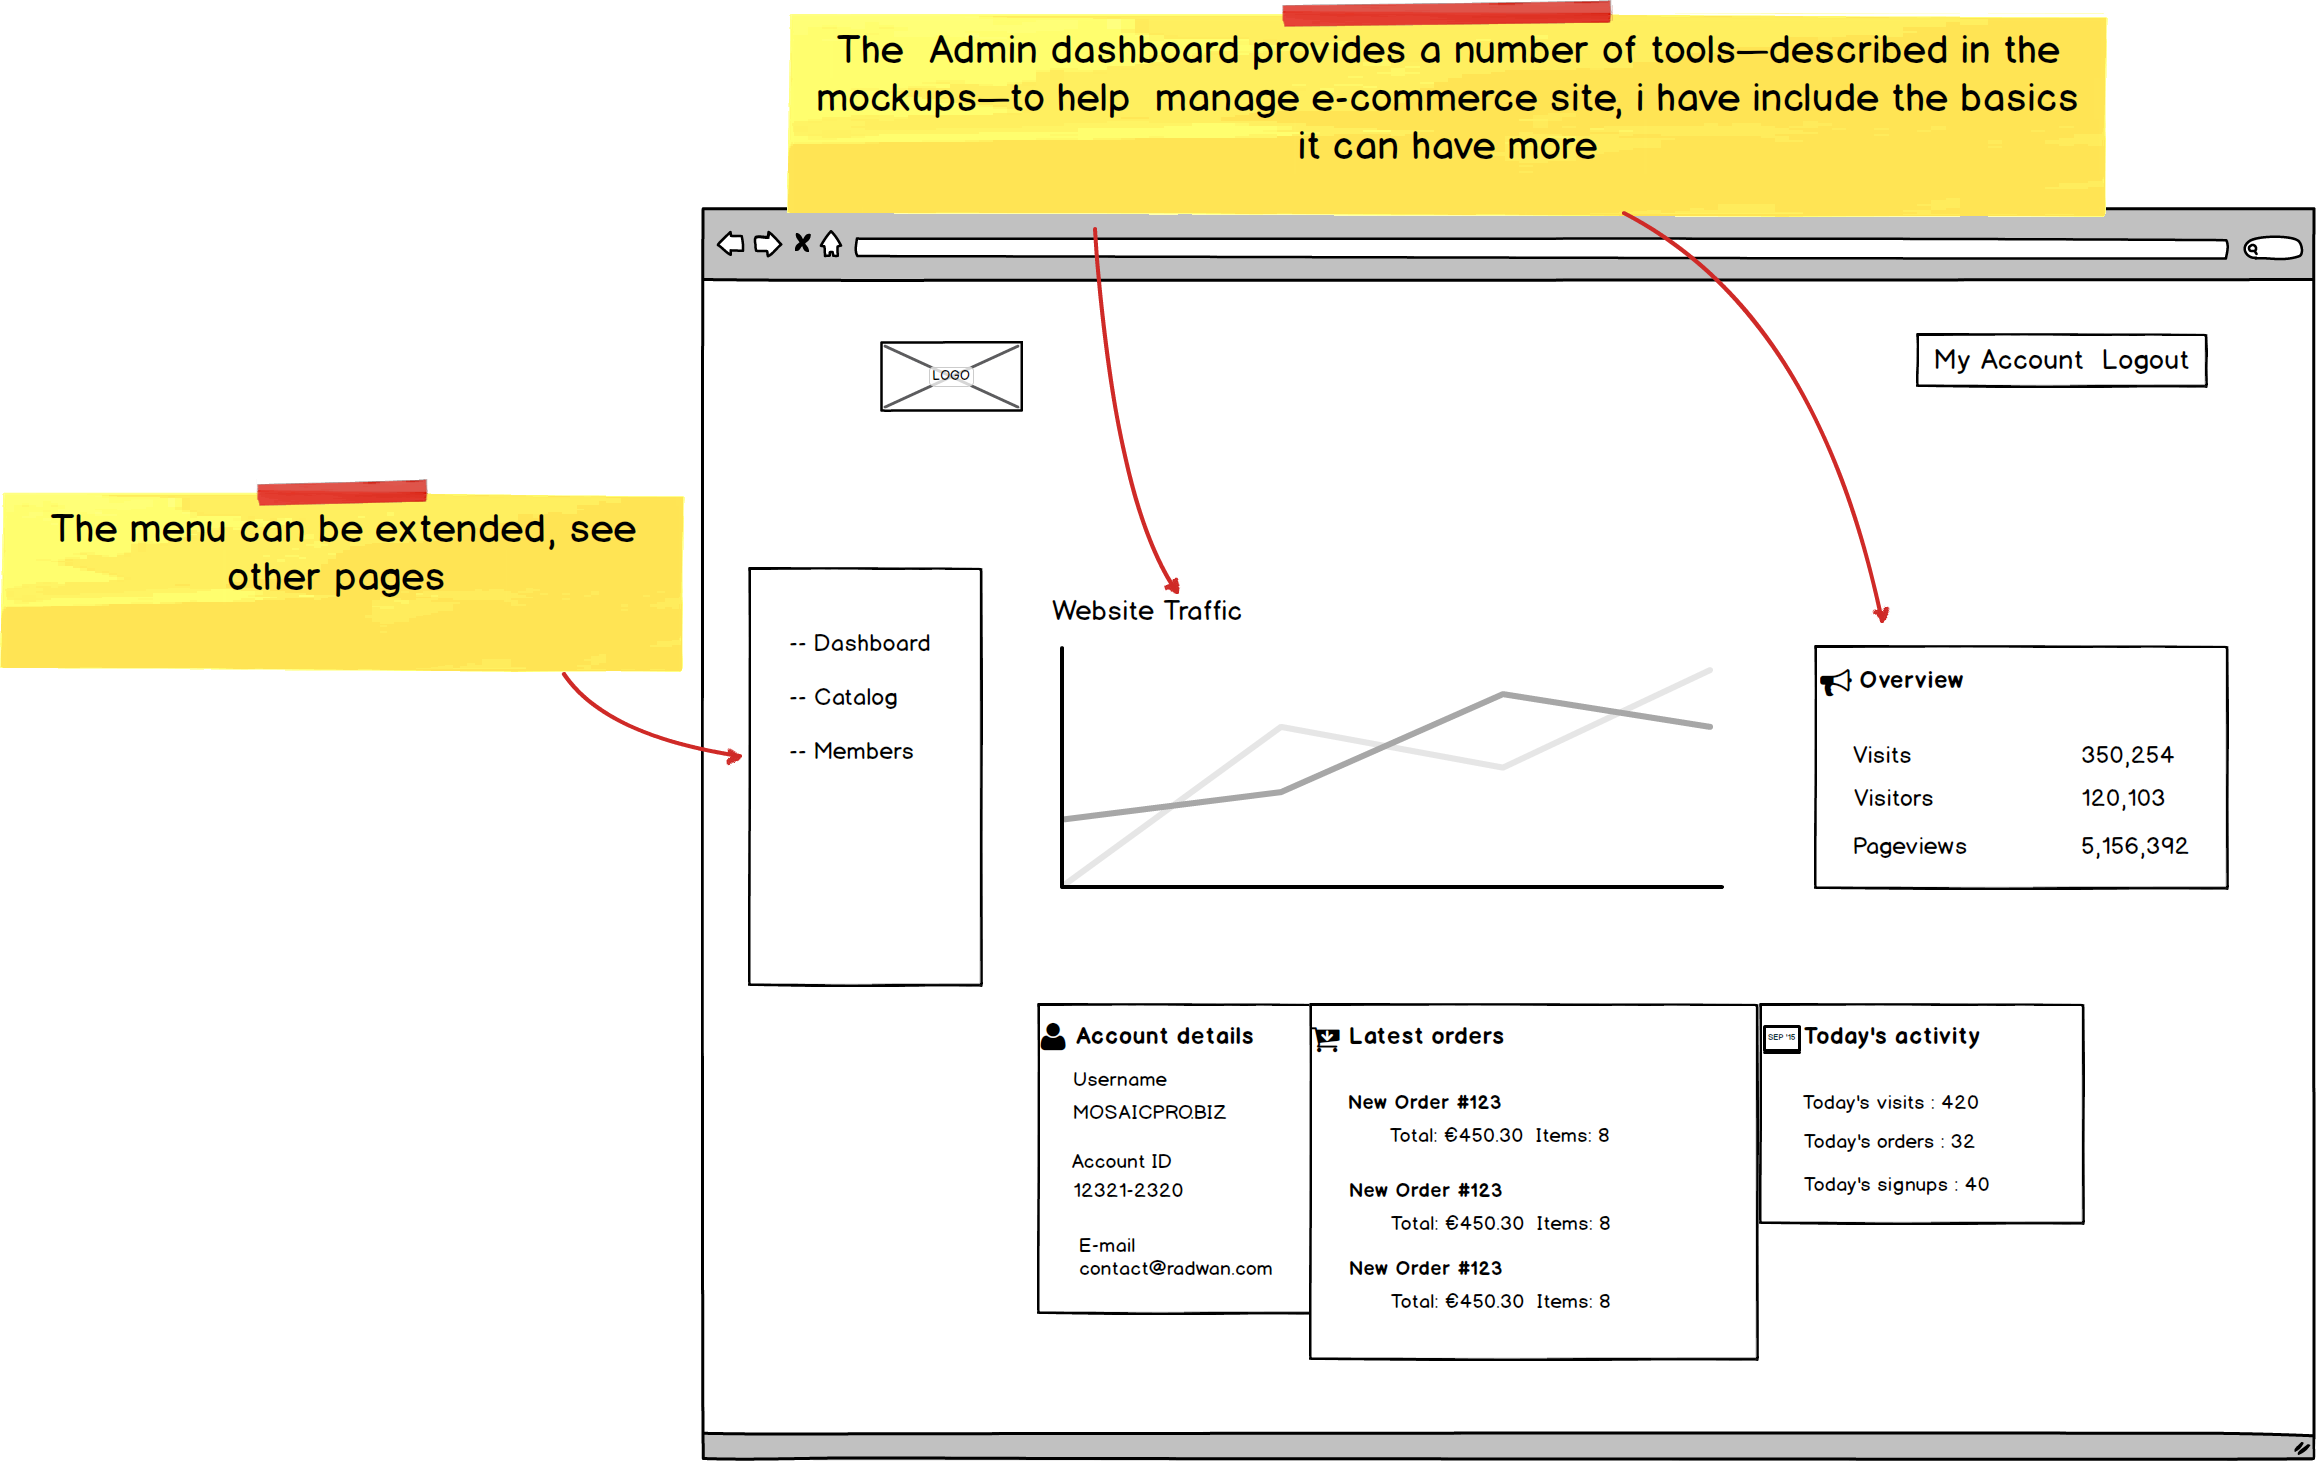 The  Admin dashboard provides a number of tools—described in the
mockups—to help  manage e-commerce site, i have include the basics
it can have more
LOGO
My Account  Logout
The menu can be extended, see
other pages
-- Dashboard
-- Catalog
-- Members
Website Traffic
Overview
Visits 350,254
Visitors 120,103
Pageviews 5,156,392
Account details
Username
MOSAICPRO.BIZ
Account ID
12321-2320
E-mail
contact@radwan.com
Latest orders
New Order #123
Total: €450.30  Items: 8
New Order #123
Total: €450.30  Items: 8
New Order #123
Total: €450.30  Items: 8
SEP '15
Today's activity
Today's visits : 420
Today's orders : 32
Today's signups : 40